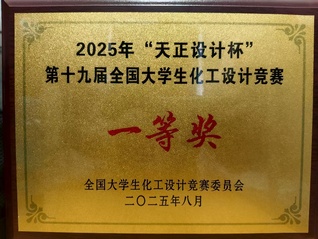 2025年“天正设计杯”
第十九届全国大学生化工设计竞赛
一等奖
全国大学生化工设计竞赛委员会
二〇二五年八月